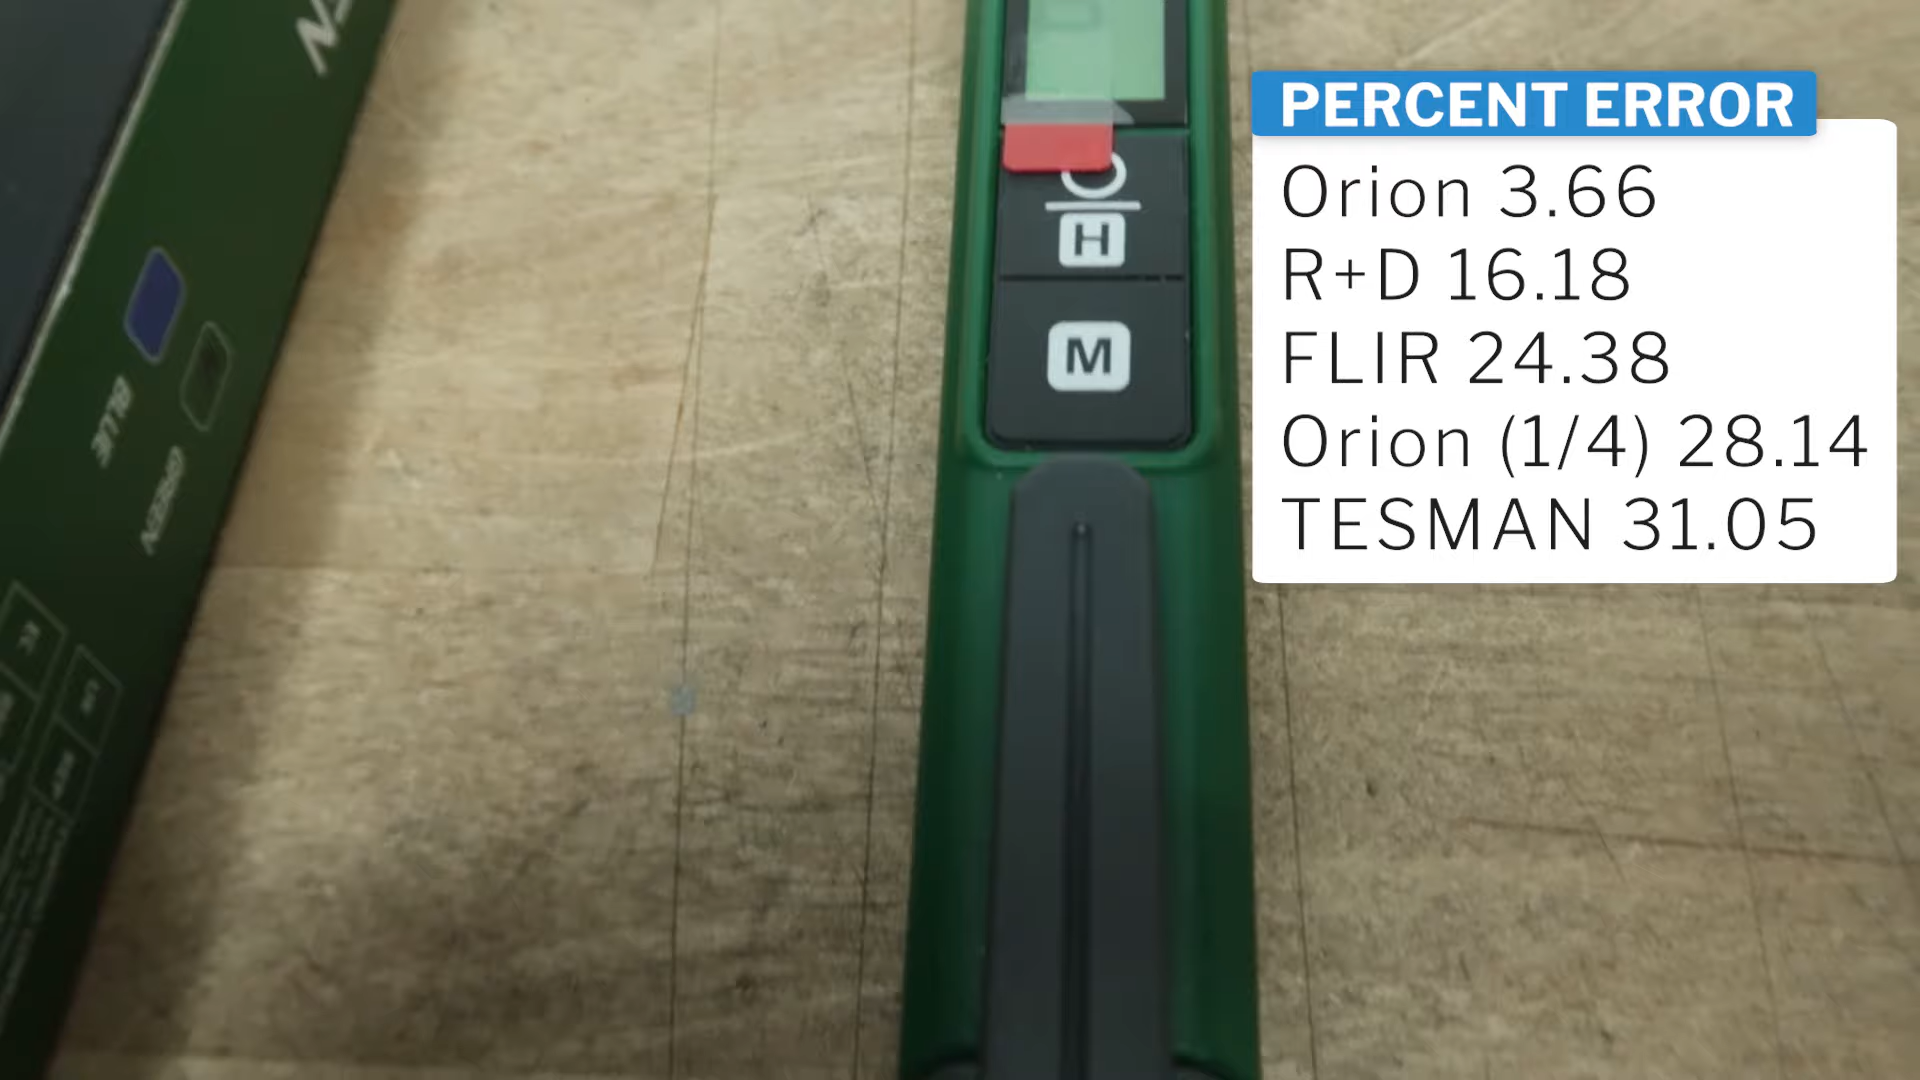 PERCENT ERROR
Orion 3.66
R+D 16.18
FLIR 24.38
Orion (1/4) 28.14
TESMAN 31.05
H
M
BLUE
GREEN